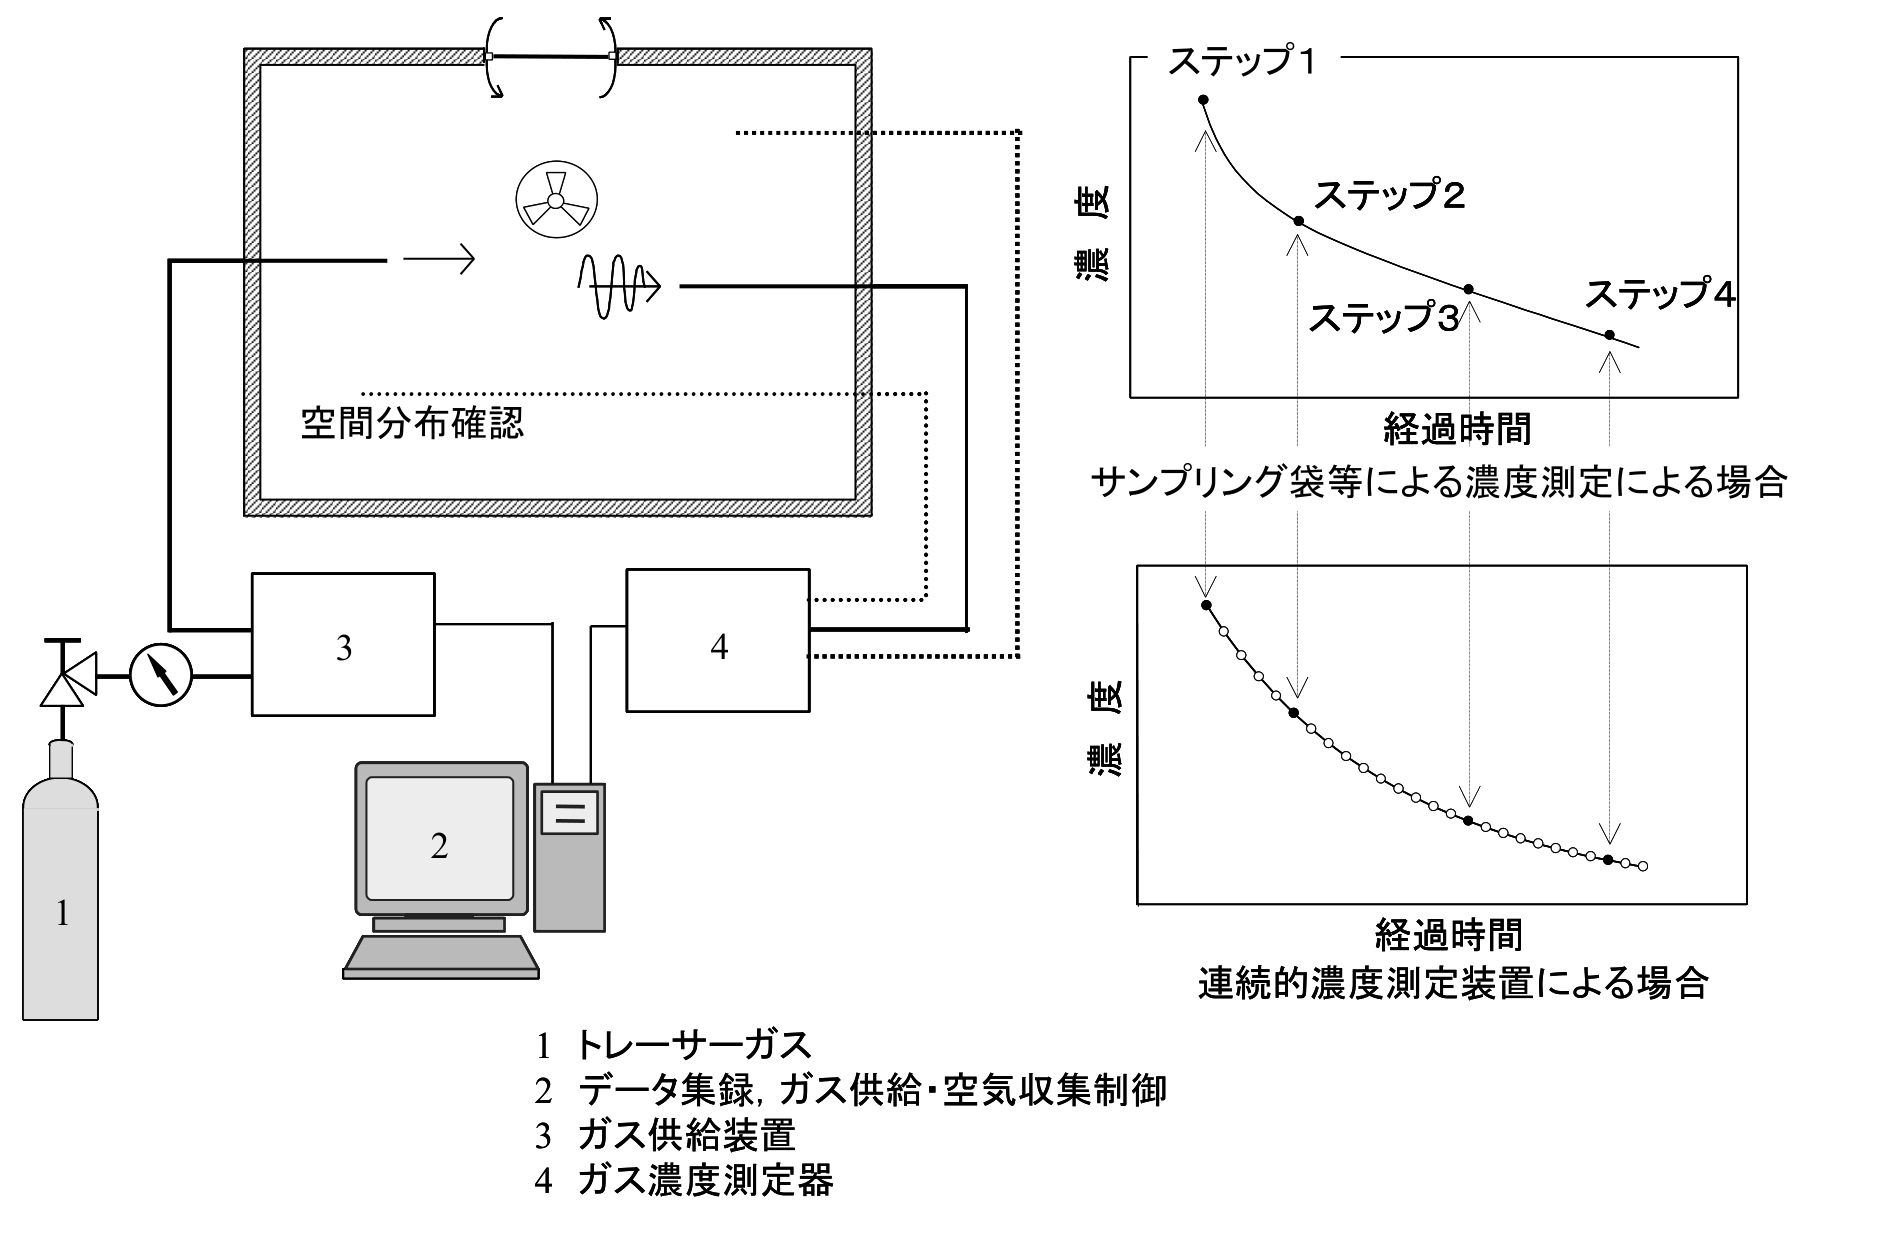 空間分布確認
3
4
2
1
ステップ1
ステップ2
ステップ3
ステップ4
濃度
経過時間
サンプリング袋等による濃度測定による場合
濃度
経過時間
連続的濃度測定装置による場合
1 トレーサーガス
2 データ集録，ガス供給・空気収集制御
3 ガス供給装置
4 ガス濃度測定器